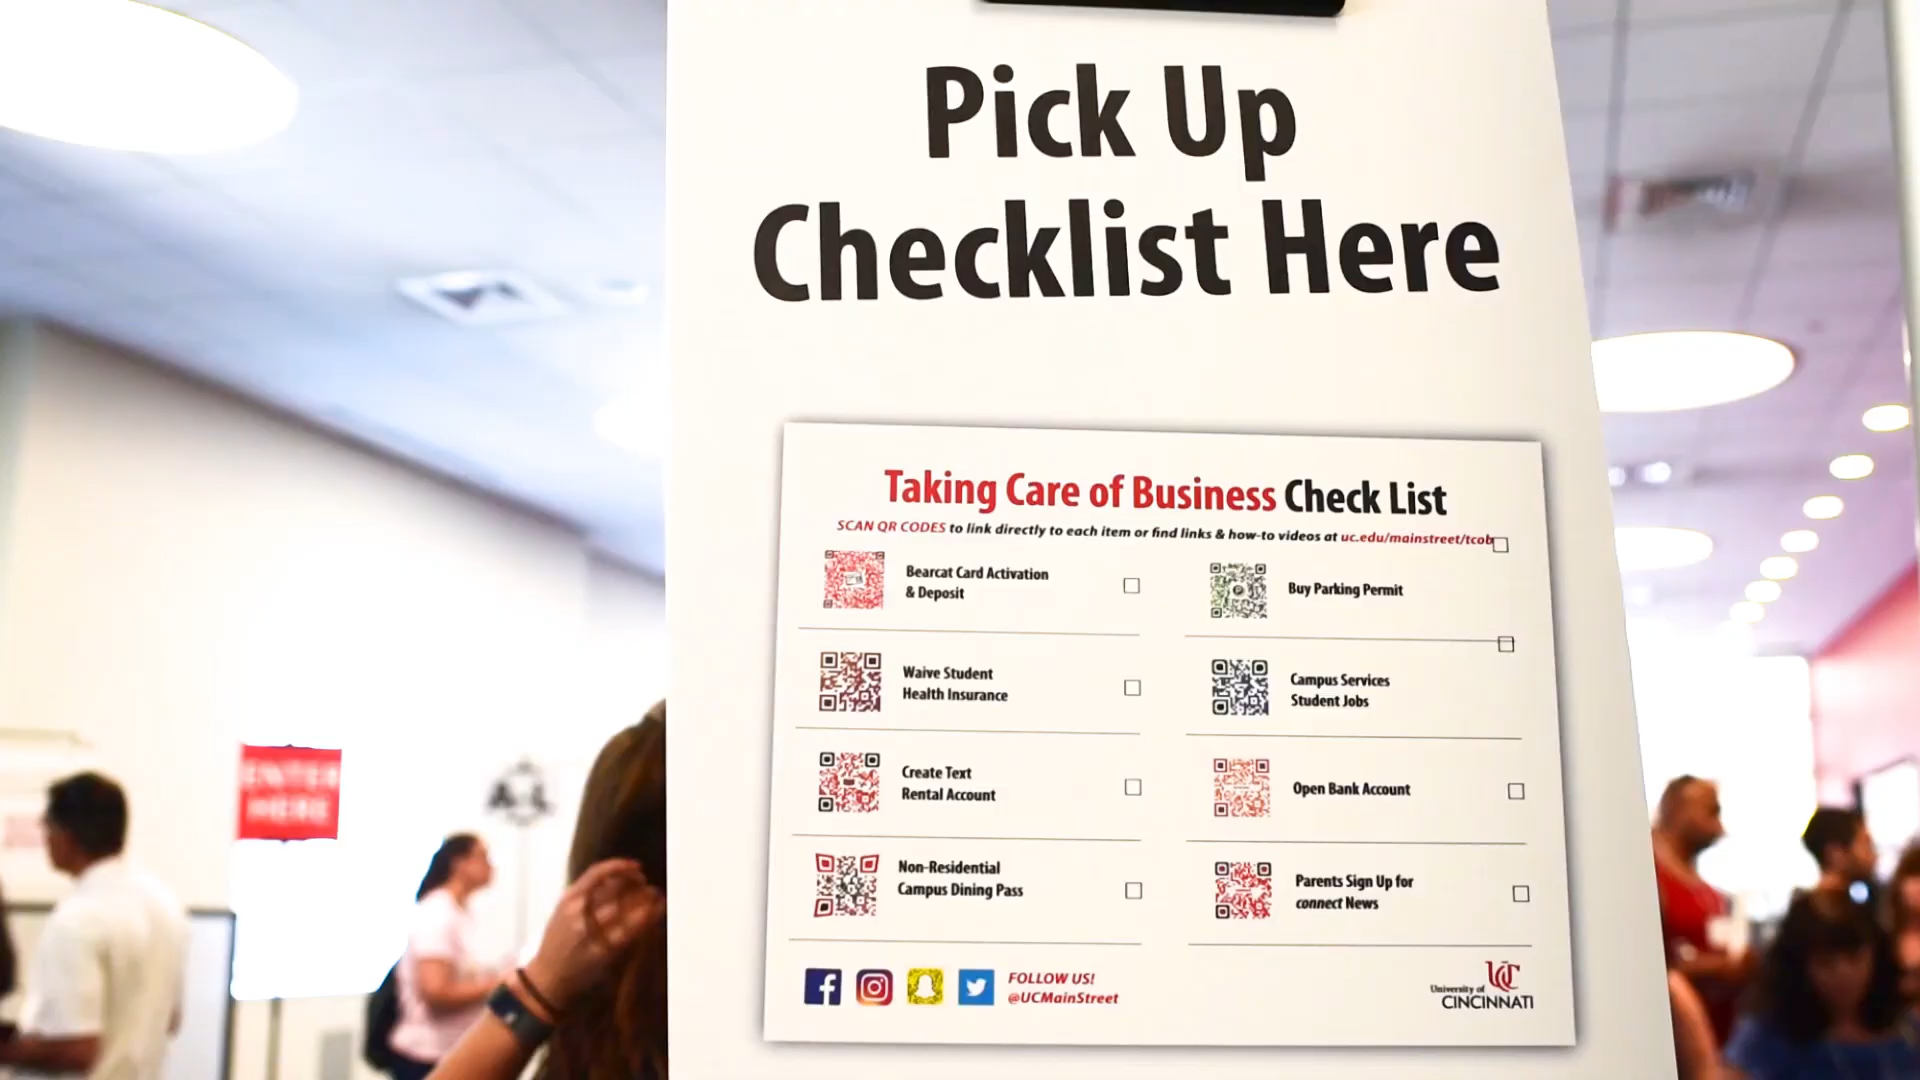 Pick Up
Checklist Here
Taking Care of Business Check List
SCAN QR CODES to link directly to each item or find links & how-to videos at uc.edu/mainstreet/tcob
Bearcat Card Activation
& Deposit
Buy Parking Permit
Waive Student
Health Insurance
Campus Services
Student Jobs
Create Text
Rental Account
Open Bank Account
Non-Residential
Campus Dining Pass
Parents Sign Up for
connect News
FOLLOW US!
@UCMainStreet
UC
University of
CINCINNATI
ENTER
HERE